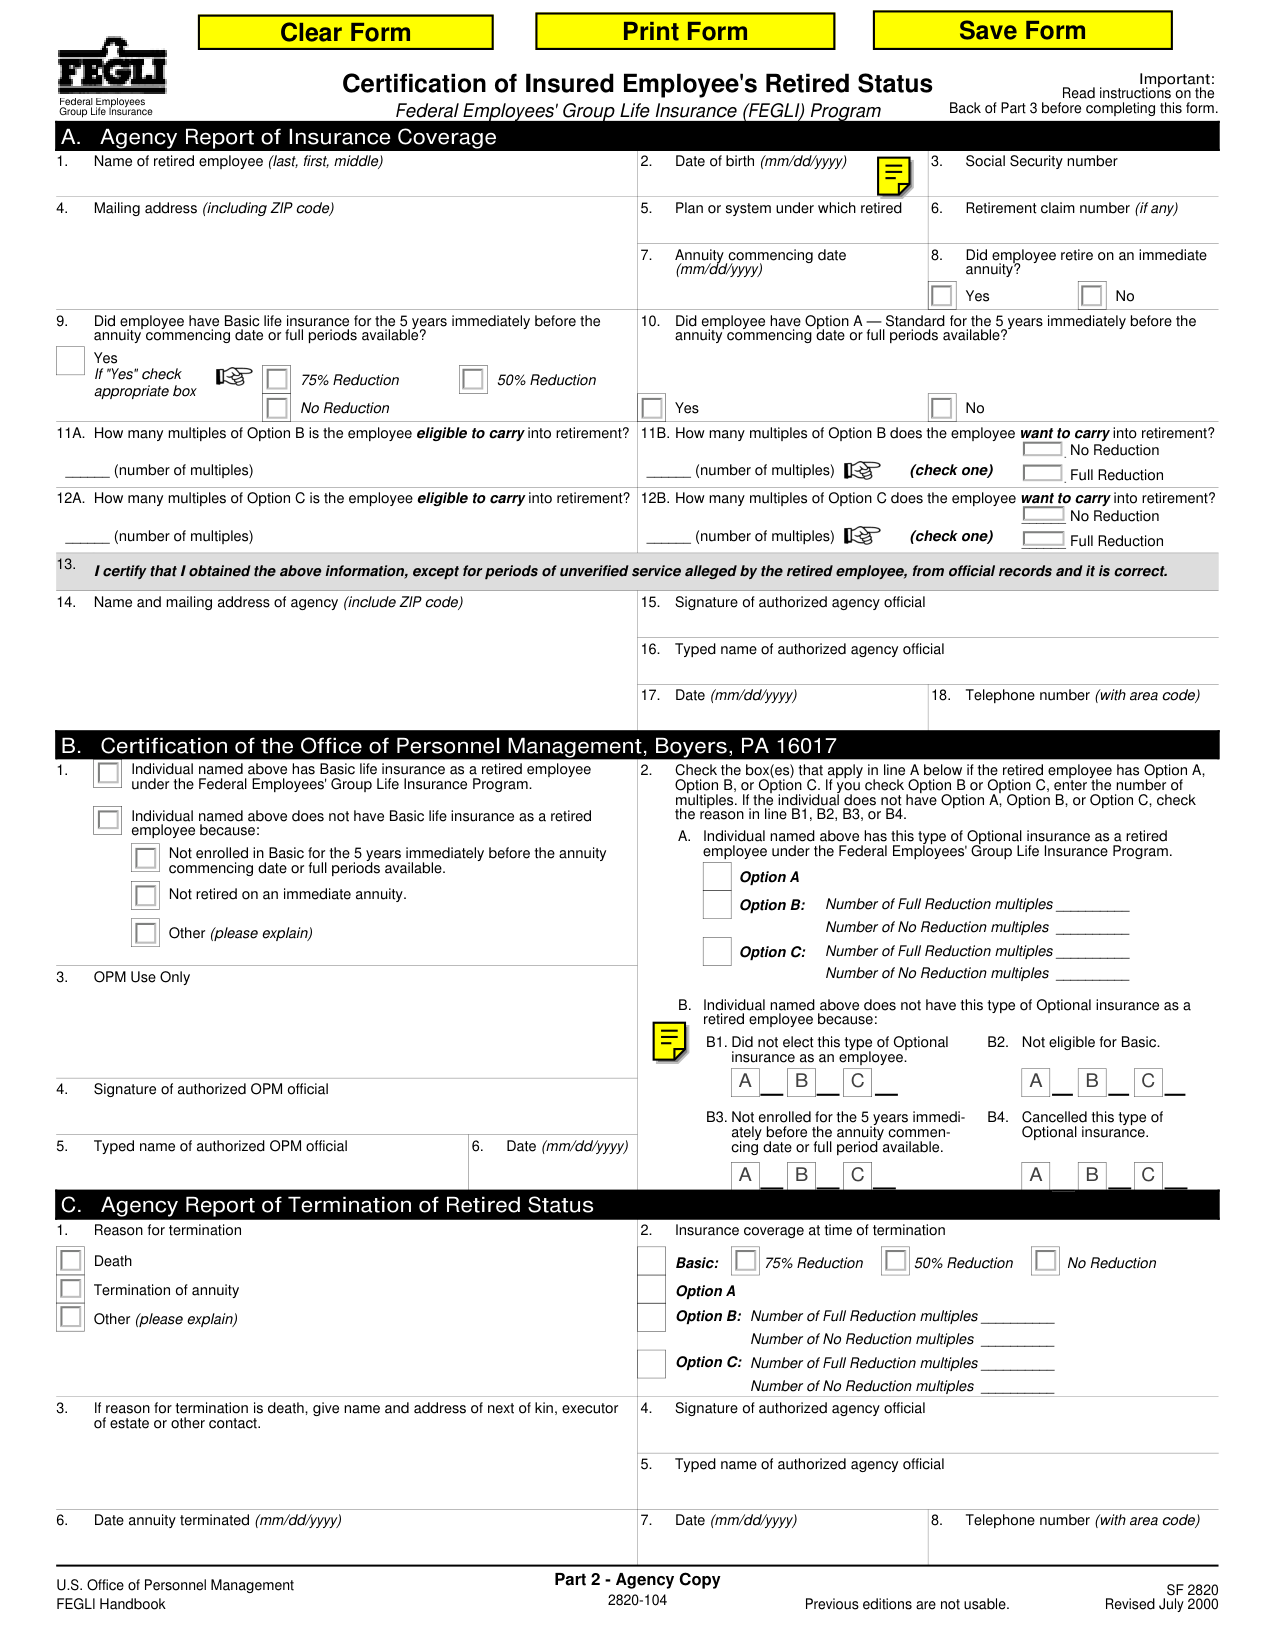 Clear Form
Print Form
Save Form
FEGLI
Federal Employees
Group Life Insurance
Certification of Insured Employee's Retired Status
Federal Employees' Group Life Insurance (FEGLI) Program
Important:
Read instructions on the
Back of Part 3 before completing this form.
A. Agency Report of Insurance Coverage
1. Name of retired employee (last, first, middle)
2. Date of birth (mm/dd/yyyy)
3. Social Security number
4. Mailing address (including ZIP code)
5. Plan or system under which retired
6. Retirement claim number (if any)
7. Annuity commencing date
(mm/dd/yyyy)
8. Did employee retire on an immediate
annuity?
Yes
No
9. Did employee have Basic life insurance for the 5 years immediately before the
annuity commencing date or full periods available?
Yes
If "Yes" check
appropriate box
75% Reduction
50% Reduction
No Reduction
10. Did employee have Option A — Standard for the 5 years immediately before the
annuity commencing date or full periods available?
Yes
No
11A. How many multiples of Option B is the employee eligible to carry into retirement?
______ (number of multiples)
11B. How many multiples of Option B does the employee want to carry into retirement?
______ (number of multiples)
(check one)
No Reduction
Full Reduction
12A. How many multiples of Option C is the employee eligible to carry into retirement?
______ (number of multiples)
12B. How many multiples of Option C does the employee want to carry into retirement?
______ (number of multiples)
(check one)
No Reduction
Full Reduction
13. I certify that I obtained the above information, except for periods of unverified service alleged by the retired employee, from official records and it is correct.
14. Name and mailing address of agency (include ZIP code)
15. Signature of authorized agency official
16. Typed name of authorized agency official
17. Date (mm/dd/yyyy)
18. Telephone number (with area code)
B. Certification of the Office of Personnel Management, Boyers, PA 16017
1. Individual named above has Basic life insurance as a retired employee
under the Federal Employees' Group Life Insurance Program.
Individual named above does not have Basic life insurance as a retired
employee because:
Not enrolled in Basic for the 5 years immediately before the annuity
commencing date or full periods available.
Not retired on an immediate annuity.
Other (please explain)
2. Check the box(es) that apply in line A below if the retired employee has Option A,
Option B, or Option C. If you check Option B or Option C, enter the number of
multiples. If the individual does not have Option A, Option B, or Option C, check
the reason in line B1, B2, B3, or B4.
A. Individual named above has this type of Optional insurance as a retired
employee under the Federal Employees' Group Life Insurance Program.
Option A
Option B: Number of Full Reduction multiples __________
Number of No Reduction multiples __________
Option C: Number of Full Reduction multiples __________
Number of No Reduction multiples __________
B. Individual named above does not have this type of Optional insurance as a
retired employee because:
B1. Did not elect this type of Optional
insurance as an employee.
A B C
B2. Not eligible for Basic.
A B C
B3. Not enrolled for the 5 years immedi-
ately before the annuity commen-
cing date or full period available.
A B C
B4. Cancelled this type of
Optional insurance.
A B C
3. OPM Use Only
4. Signature of authorized OPM official
5. Typed name of authorized OPM official
6. Date (mm/dd/yyyy)
C. Agency Report of Termination of Retired Status
1. Reason for termination
Death
Termination of annuity
Other (please explain)
2. Insurance coverage at time of termination
Basic: 75% Reduction 50% Reduction No Reduction
Option A
Option B: Number of Full Reduction multiples __________
Number of No Reduction multiples __________
Option C: Number of Full Reduction multiples __________
Number of No Reduction multiples __________
3. If reason for termination is death, give name and address of next of kin, executor
of estate or other contact.
4. Signature of authorized agency official
5. Typed name of authorized agency official
6. Date annuity terminated (mm/dd/yyyy)
7. Date (mm/dd/yyyy)
8. Telephone number (with area code)
U.S. Office of Personnel Management
FEGLI Handbook
Part 2 - Agency Copy
2820-104
Previous editions are not usable.
SF 2820
Revised July 2000